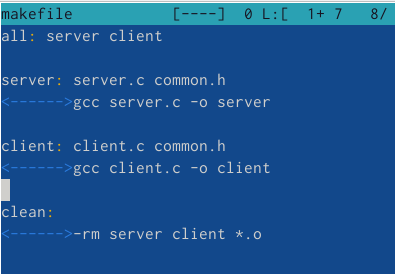 makefile [----] 0 L:[ 1+ 7 8/
all: server client
server: server.c common.h
<------>gcc server.c -o server
client: client.c common.h
<------>gcc client.c -o client
clean:
<------>-rm server client *.o